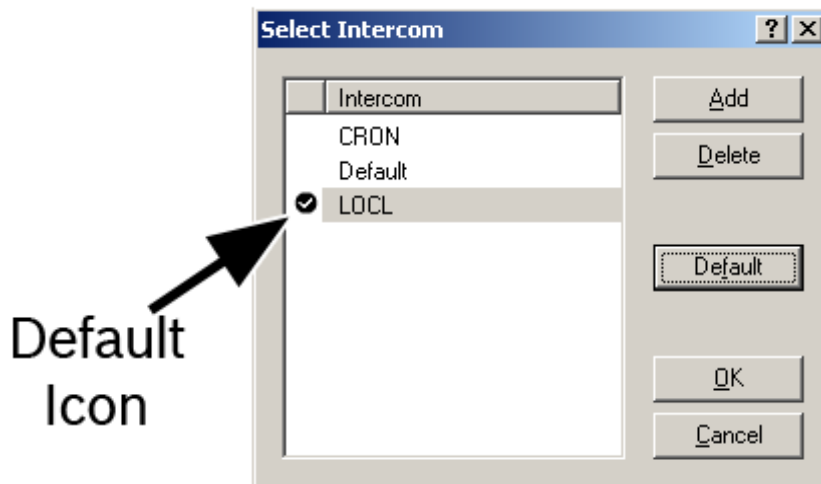 Select Intercom
Intercom
CRON
Default
LOCL
Add
Delete
Default
OK
Cancel
Default
Icon